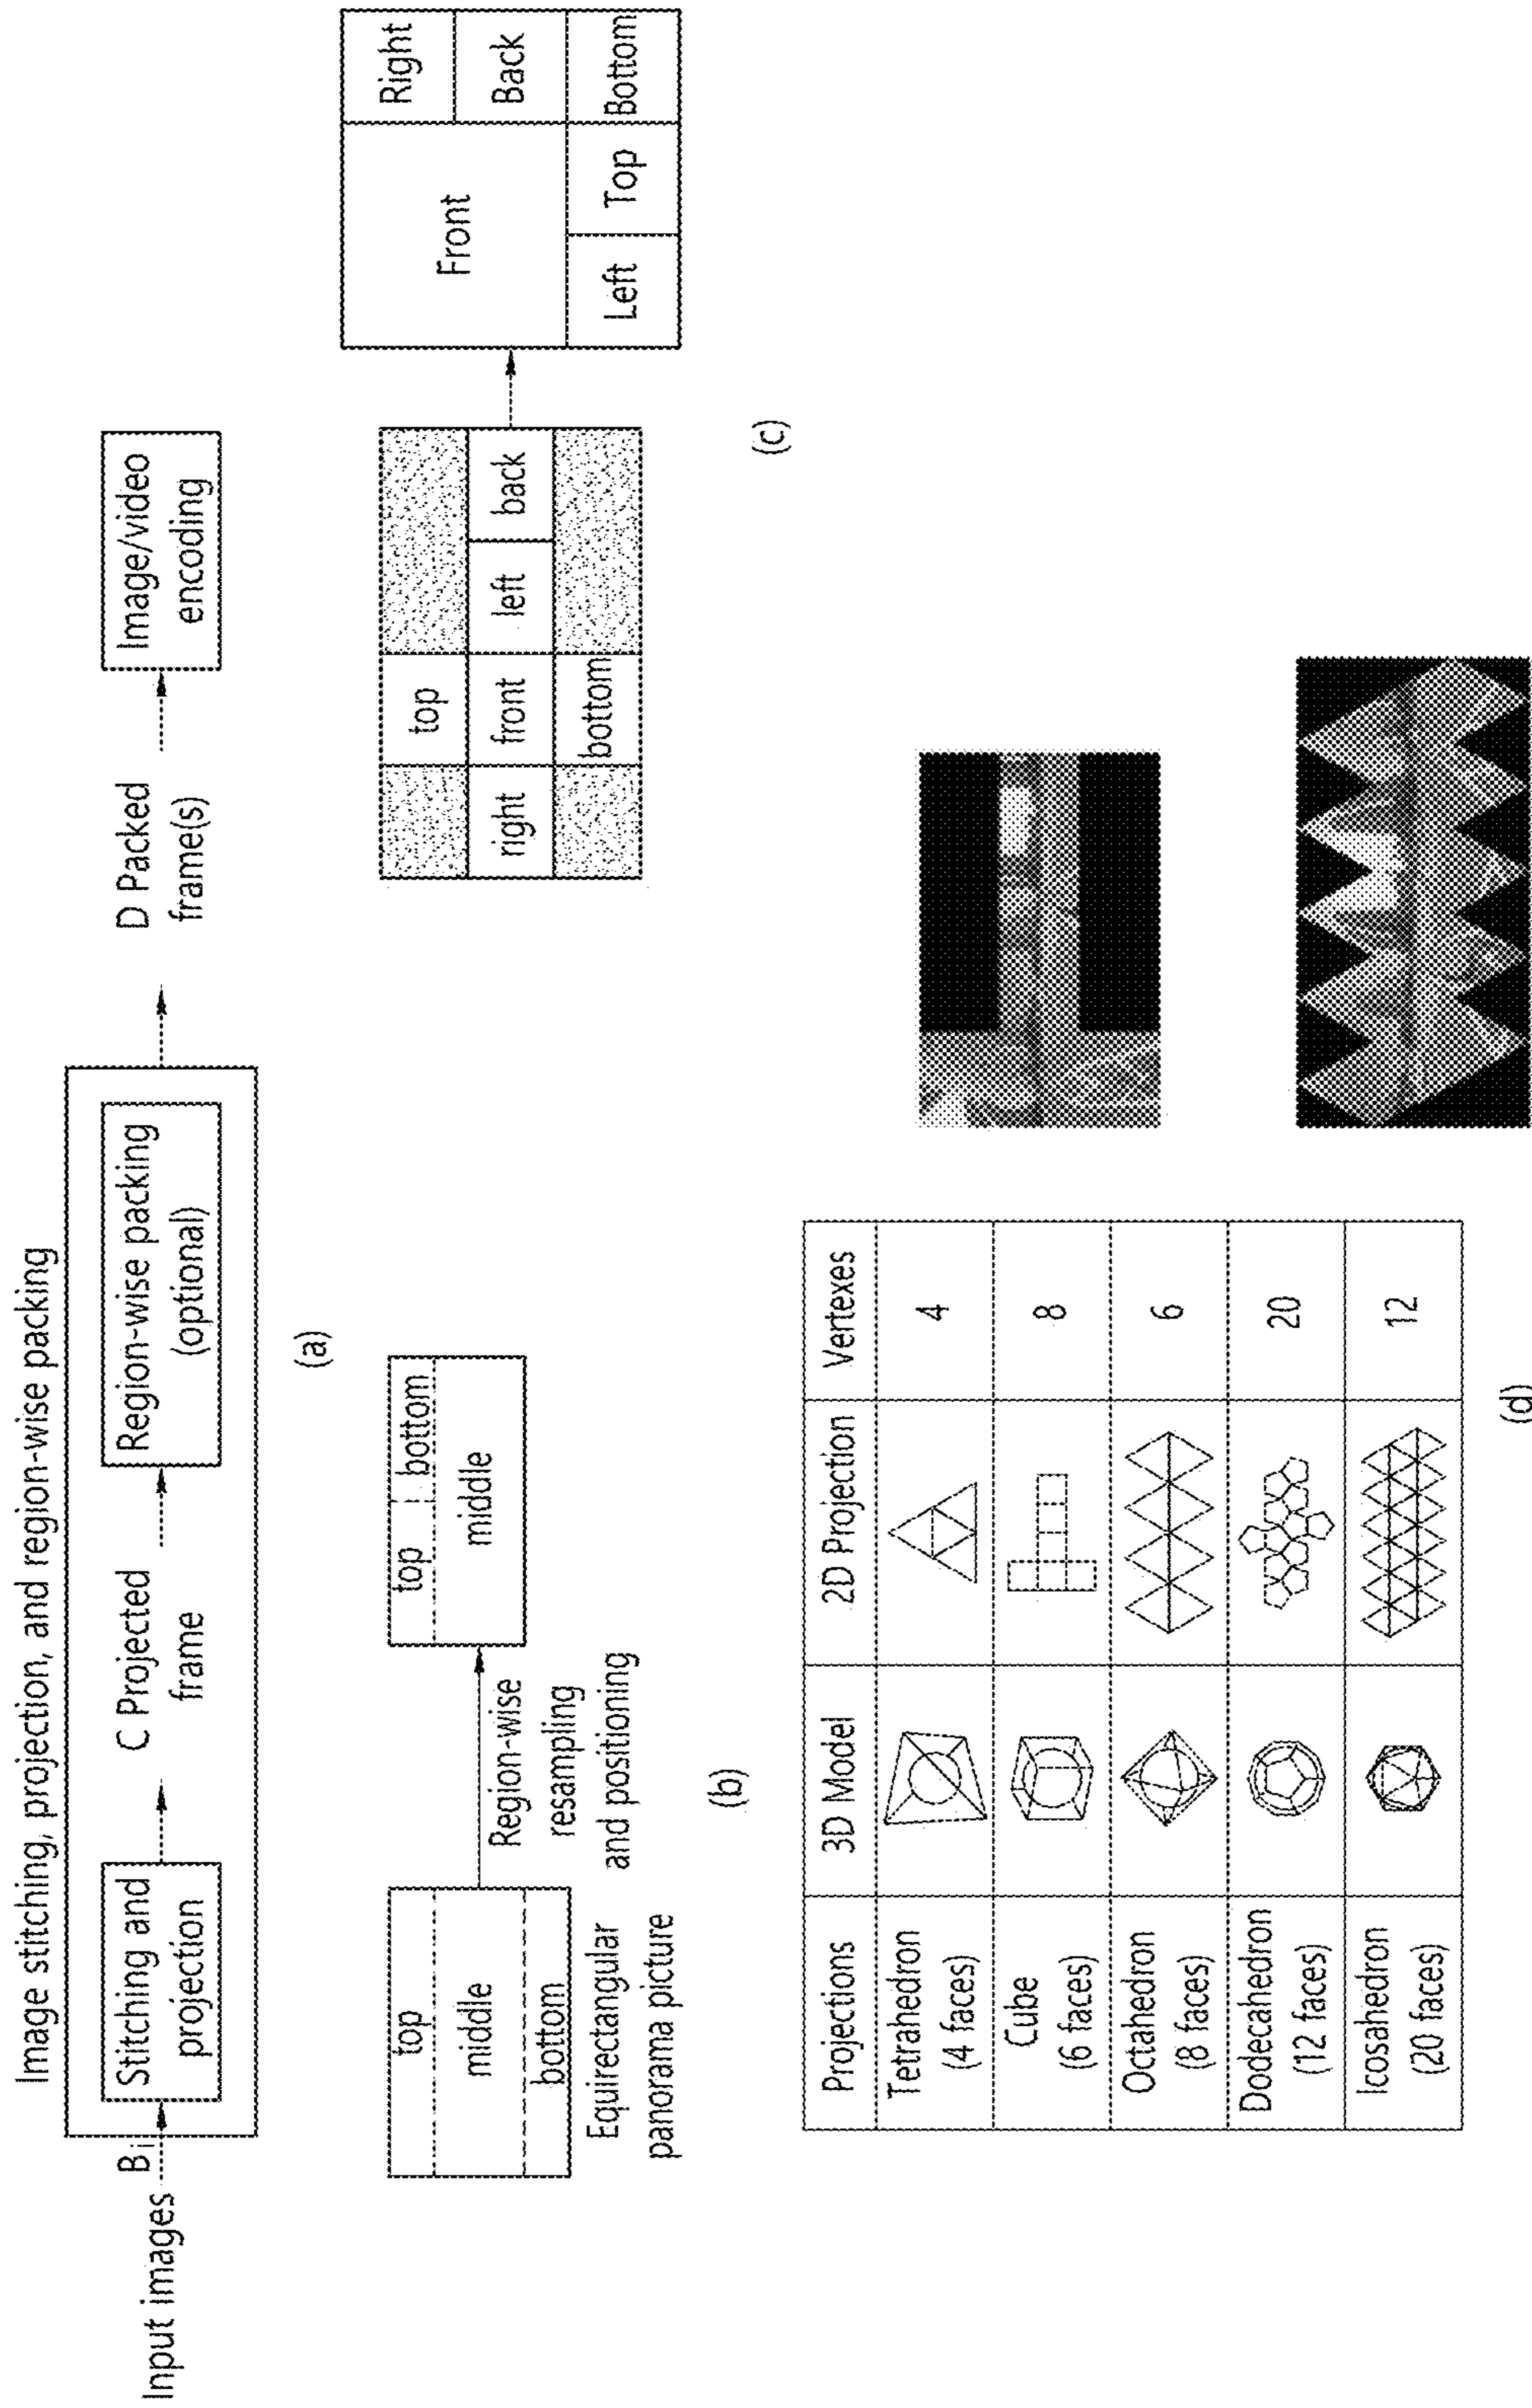 Image stitching, projection, and region-wise packing
Input images
Bi
Stitching and
projection
C Projected
frame
Region-wise packing
(optional)
D Packed
frame(s)
Image/video
encoding
(a)
top
middle
bottom
Equirectangular
panorama picture
Region-wise
resampling
and positioning
top
bottom
middle
(b)
top
right
front
left
back
bottom
Front
Right
Back
Left
Top
Bottom
(c)
Projections
3D Model
2D Projection
Vertexes
Tetrahedron
(4 faces)
4
Cube
(6 faces)
8
Octahedron
(8 faces)
6
Dodecahedron
(12 faces)
20
Icosahedron
(20 faces)
12
(d)